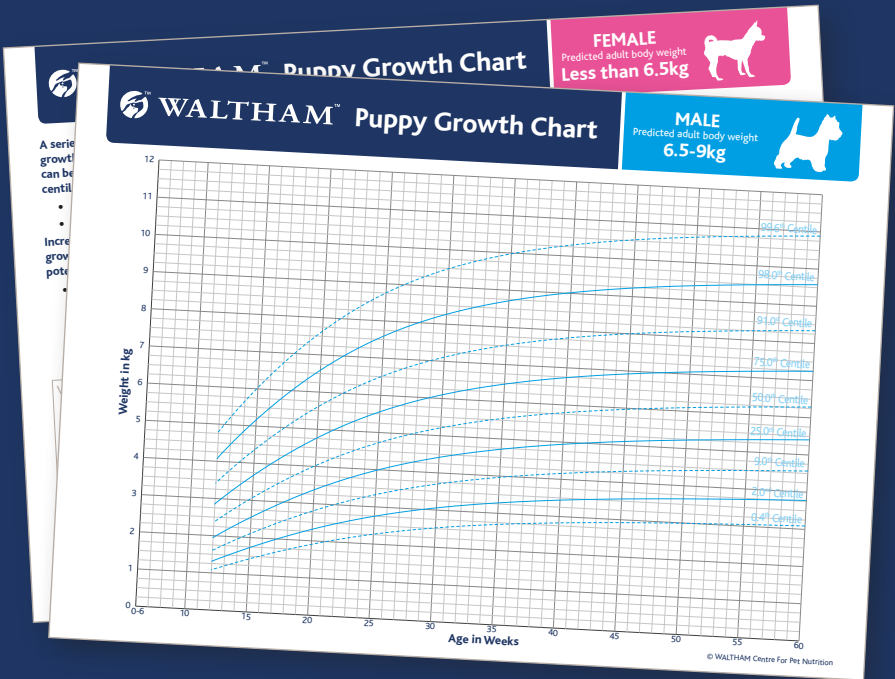 FEMALE
Predicted adult body weight
Less than 6.5kg
Puppy Growth Chart
A serie
growt
can be
centil
Incre
grow
pote
WALTHAM™ Puppy Growth Chart
MALE
Predicted adult body weight
6.5-9kg
12
11
10
9
8
7
6
5
4
3
2
1
0
Weight in kg
99.6th Centile
98.0th Centile
91.0th Centile
75.0th Centile
50.0th Centile
25.0th Centile
9.0th Centile
2.0th Centile
0.4th Centile
0-6 10 15 20 25 30 35 40 45 50 55 60
Age in Weeks
© WALTHAM Centre For Pet Nutrition